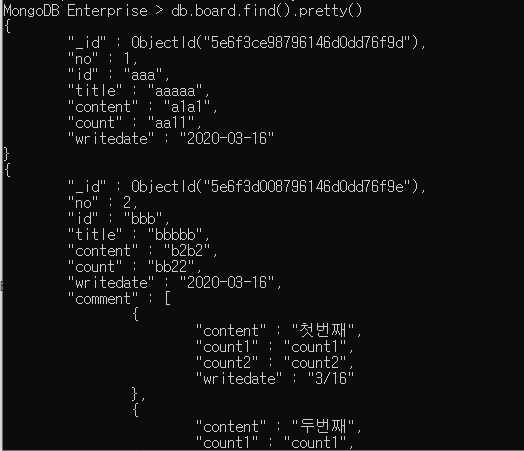 MongoDB Enterprise > db.board.find().pretty()
{
"_id" : ObjectId("5e6f3ce98796146d0dd76f9d"),
"no" : 1,
"id" : "aaa",
"title" : "aaaaa",
"content" : "a1a1",
"count" : "aa11",
"writedate" : "2020-03-16"
}
{
"_id" : ObjectId("5e6f3d008796146d0dd76f9e"),
"no" : 2,
"id" : "bbb",
"title" : "bbbbb",
"content" : "b2b2",
"count" : "bb22",
"writedate" : "2020-03-16",
"comment" : [
{
"content" : "첫번째",
"count1" : "count1",
"count2" : "count2",
"writedate" : "3/16"
},
{
"content" : "두번째",
"count1" : "count1",